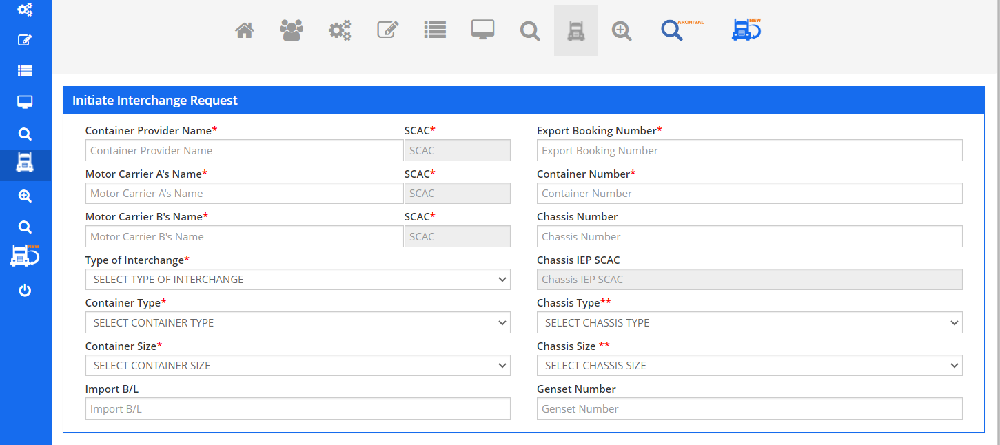 ARCHIVAL
NEW
NEW
Initiate Interchange Request
Container Provider Name* SCAC*
Container Provider Name SCAC
Motor Carrier A's Name* SCAC*
Motor Carrier A's Name SCAC
Motor Carrier B's Name* SCAC*
Motor Carrier B's Name SCAC
Type of Interchange*
SELECT TYPE OF INTERCHANGE
Container Type*
SELECT CONTAINER TYPE
Container Size*
SELECT CONTAINER SIZE
Import B/L
Import B/L
Export Booking Number*
Export Booking Number
Container Number*
Container Number
Chassis Number
Chassis Number
Chassis IEP SCAC
Chassis IEP SCAC
Chassis Type**
SELECT CHASSIS TYPE
Chassis Size **
SELECT CHASSIS SIZE
Genset Number
Genset Number